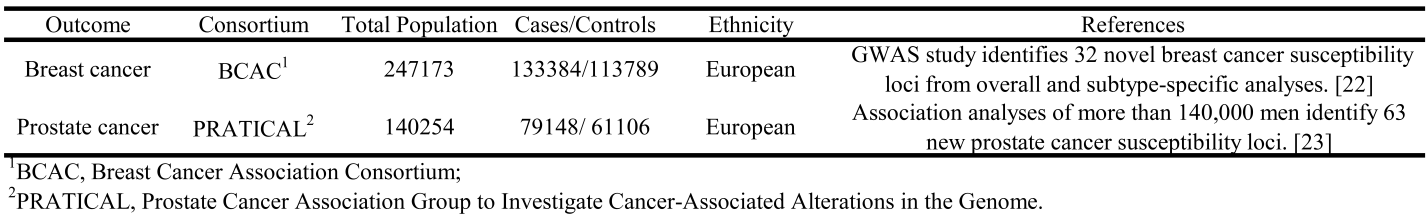 Outcome Consortium Total Population Cases/Controls Ethnicity References
Breast cancer BCAC1 247173 133384/113789 European GWAS study identifies 32 novel breast cancer susceptibility
loci from overall and subtype-specific analyses. [22]
Prostate cancer PRATICAL2 140254 79148/ 61106 European Association analyses of more than 140,000 men identify 63
new prostate cancer susceptibility loci. [23]
1BCAC, Breast Cancer Association Consortium;
2PRATICAL, Prostate Cancer Association Group to Investigate Cancer-Associated Alterations in the Genome.